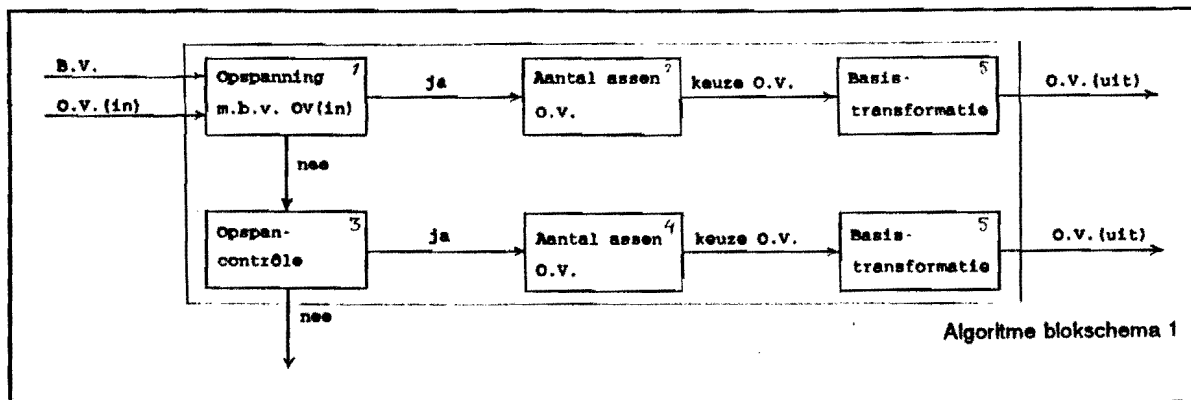 B.V.
O.V.(in)
Opspanning 1
m.b.v. OV(in)
ja
Aantal assen
O.V.
keuze O.V.
Basis- 5
transformatie
O.V.(uit)
nee
Opspan- 3
contrôle
ja
Aantal assen 4
O.V.
keuze O.V.
Basis- 5
transformatie
O.V.(uit)
nee
Algoritme blokschema 1